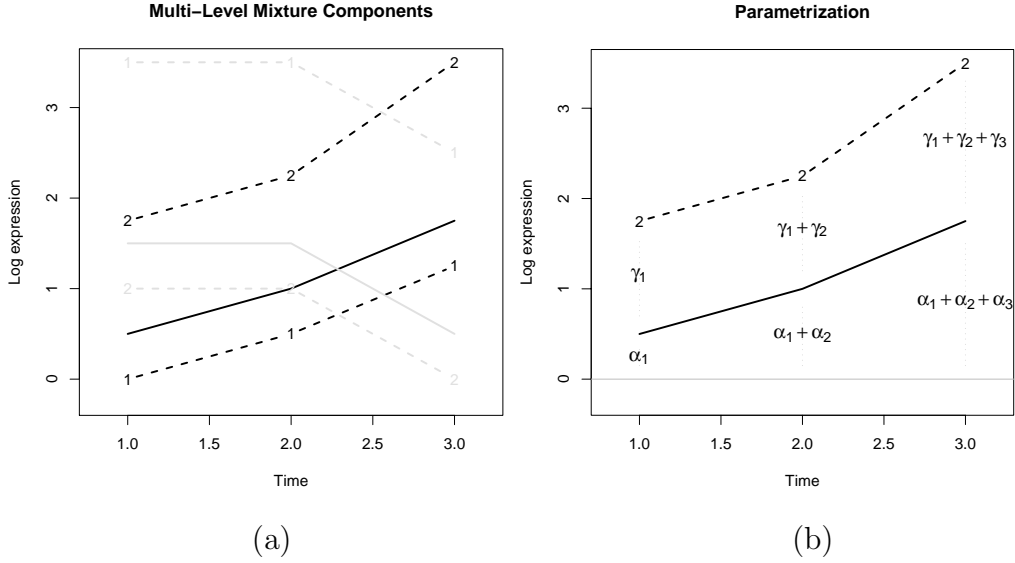 Multi−Level Mixture Components
Log expression
3
2
1
0
1
1
1
2
2
2
2
2
2
1
1
1
1.0 1.5 2.0 2.5 3.0
Time
(a)
Parametrization
Log expression
3
2
1
0
2
2
2
γ1 + γ2 + γ3
γ1 + γ2
γ1
α1 + α2 + α3
α1 + α2
α1
1.0 1.5 2.0 2.5 3.0
Time
(b)